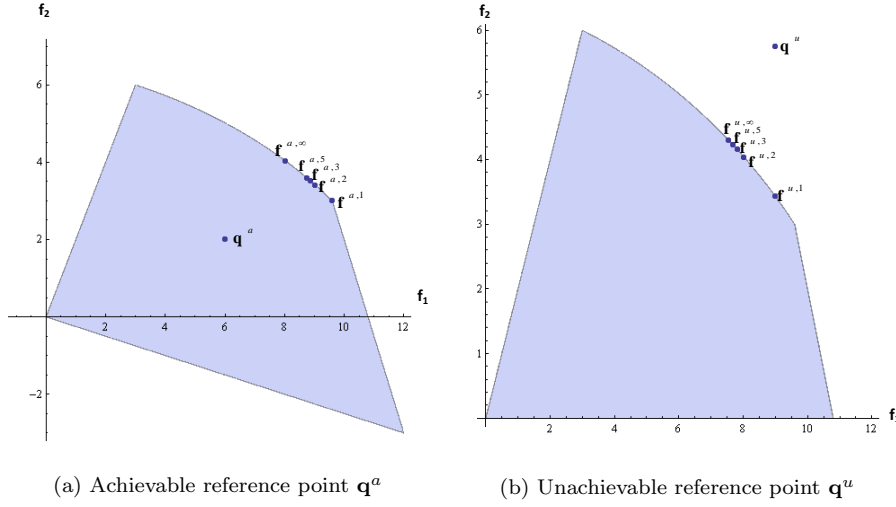 f₂
6
4
2
−2
f₁
2
4
6
8
10
12
f ᵃ,∞
f ᵃ,5
f ᵃ,3
f ᵃ,2
f ᵃ,1
q ᵃ
(a) Achievable reference point qᵃ
f₂
6
5
4
3
2
1
2
4
6
8
10
12
q ᵘ
f ᵘ,∞
f ᵘ,5
f ᵘ,3
f ᵘ,2
f ᵘ,1
(b) Unachievable reference point qᵘ